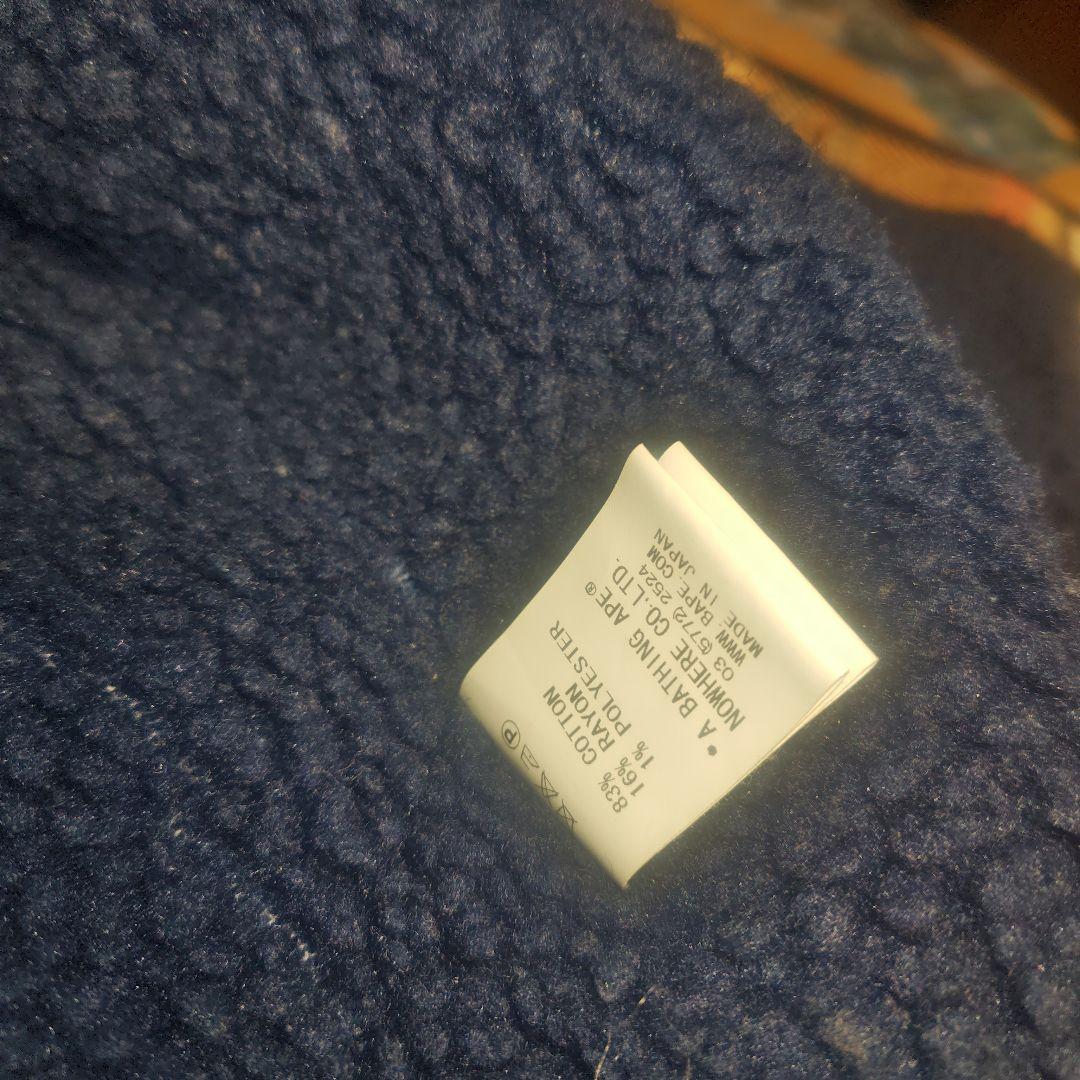 Ⓟ
83% COTTON
16% RAYON
1% POLYESTER
• A BATHING APE®
NOWHERE CO.,LTD.
03 (5772) 2524
WWW. BAPE. COM
MADE IN JAPAN